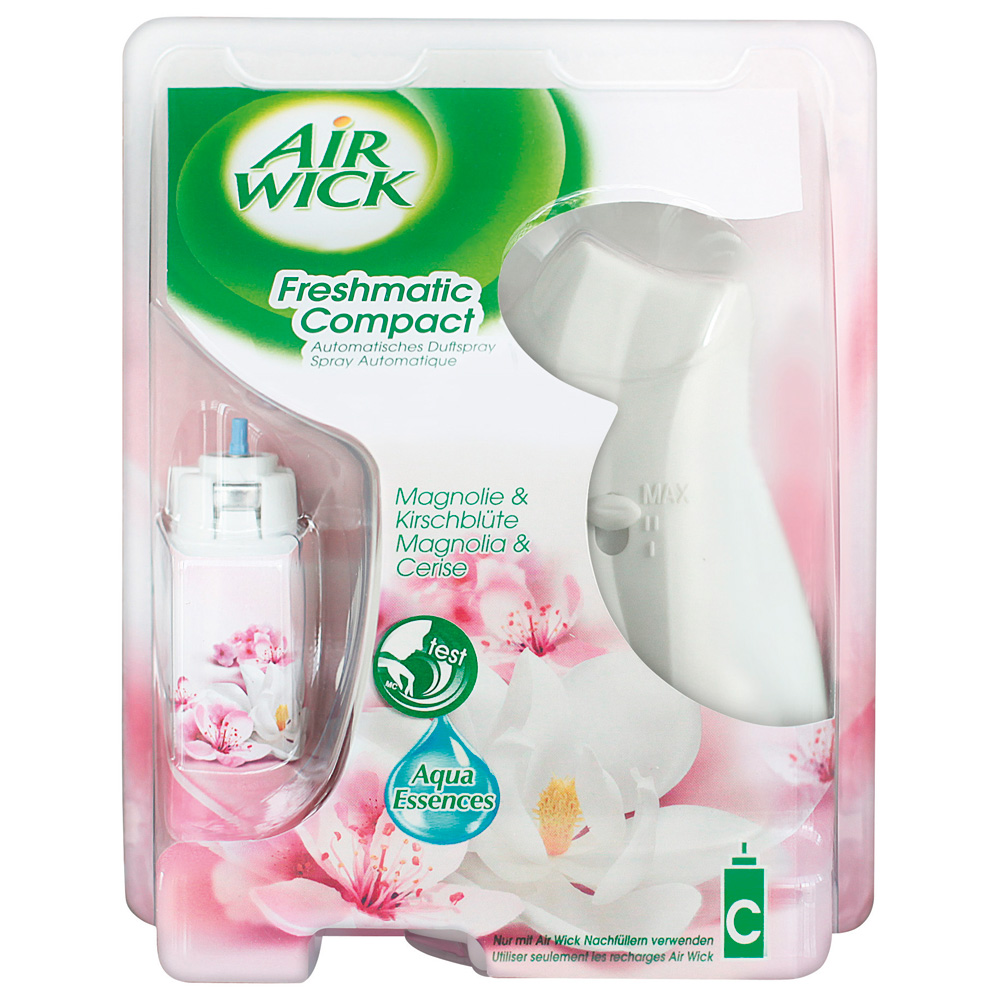 AIR
WICK
Freshmatic
Compact
Automatisches Duftspray
Spray Automatique
Magnolie &
Kirschblüte
Magnolia &
Cerise
MAX
test
MC
Aqua
Essences
C
Nur mit Air Wick Nachfüllern verwenden
Utiliser seulement les recharges Air Wick